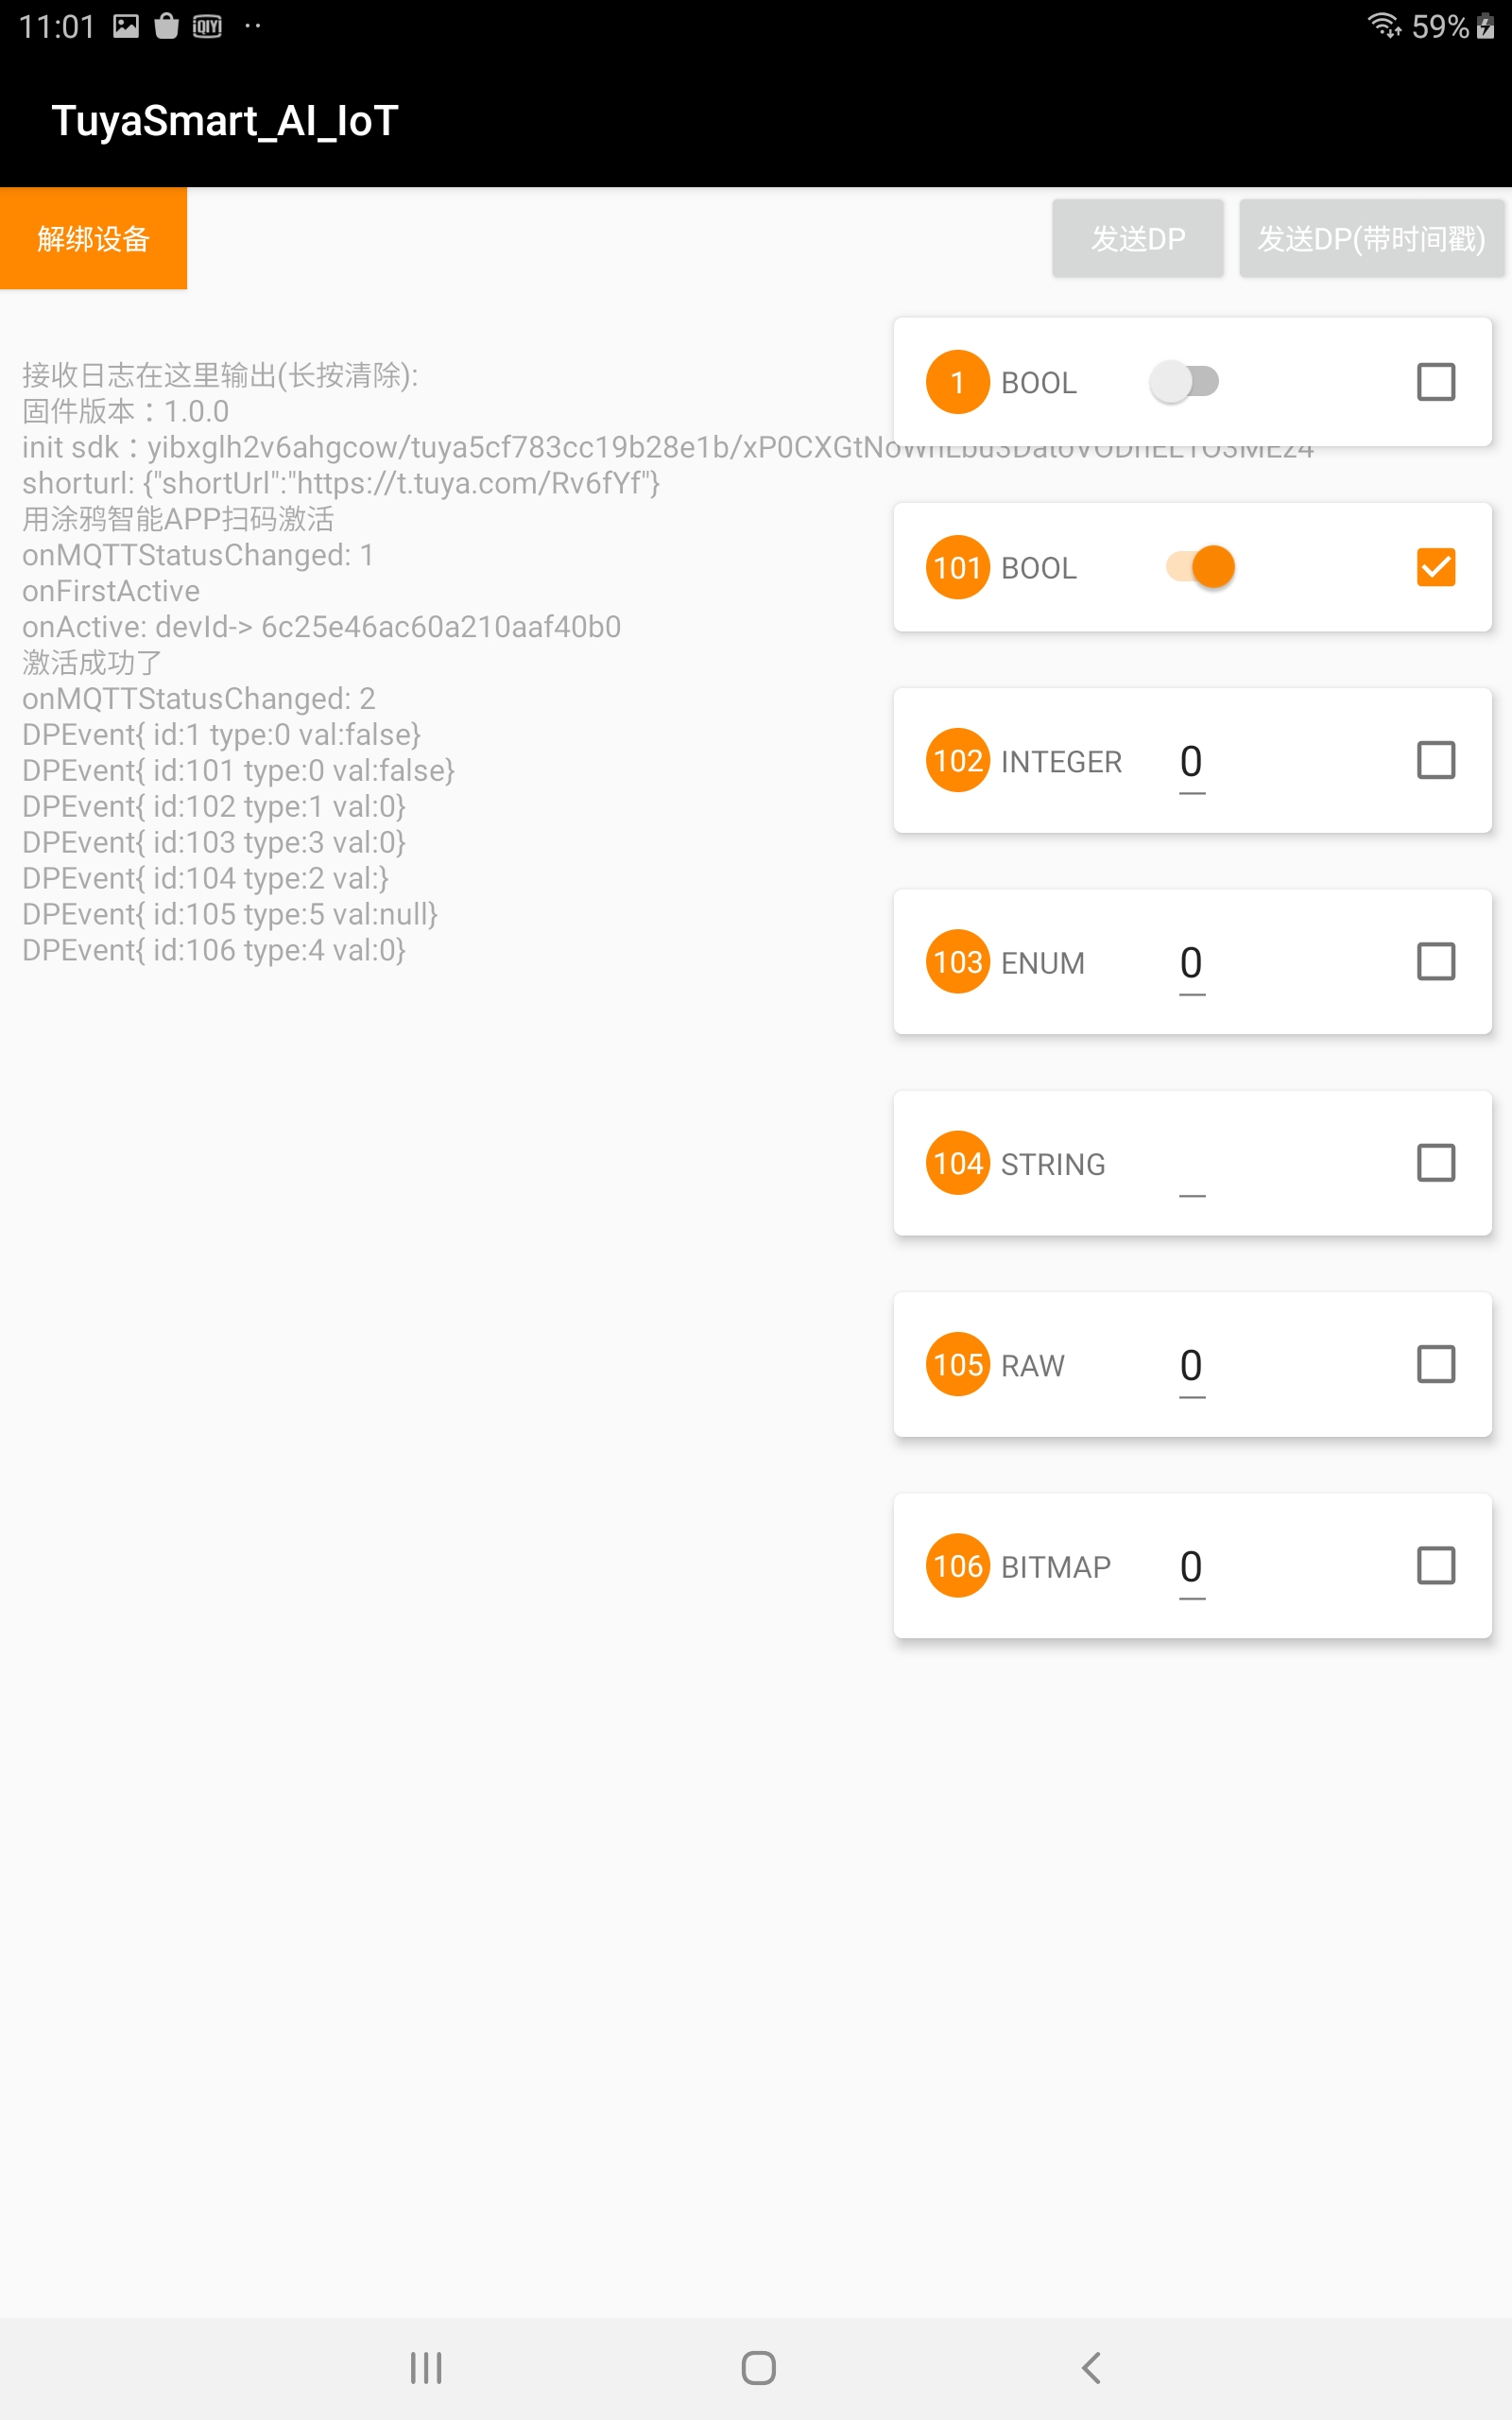 11:01 iQIYI 59%
TuyaSmart_AI_IoT
解绑设备
发送DP
发送DP(带时间戳)
接收日志在这里输出(长按清除):
固件版本：1.0.0
init sdk：yibxglh2v6ahgcow/tuya5cf783cc19b28e1b/xP0CXGtNo
shorturl: {"shortUrl":"https://t.tuya.com/Rv6fYf"}
用涂鸦智能APP扫码激活
onMQTTStatusChanged: 1
onFirstActive
onActive: devId-> 6c25e46ac60a210aaf40b0
激活成功了
onMQTTStatusChanged: 2
DPEvent{ id:1 type:0 val:false}
DPEvent{ id:101 type:0 val:false}
DPEvent{ id:102 type:1 val:0}
DPEvent{ id:103 type:3 val:0}
DPEvent{ id:104 type:2 val:}
DPEvent{ id:105 type:5 val:null}
DPEvent{ id:106 type:4 val:0}
1 BOOL
101 BOOL
102 INTEGER 0
103 ENUM 0
104 STRING
105 RAW 0
106 BITMAP 0